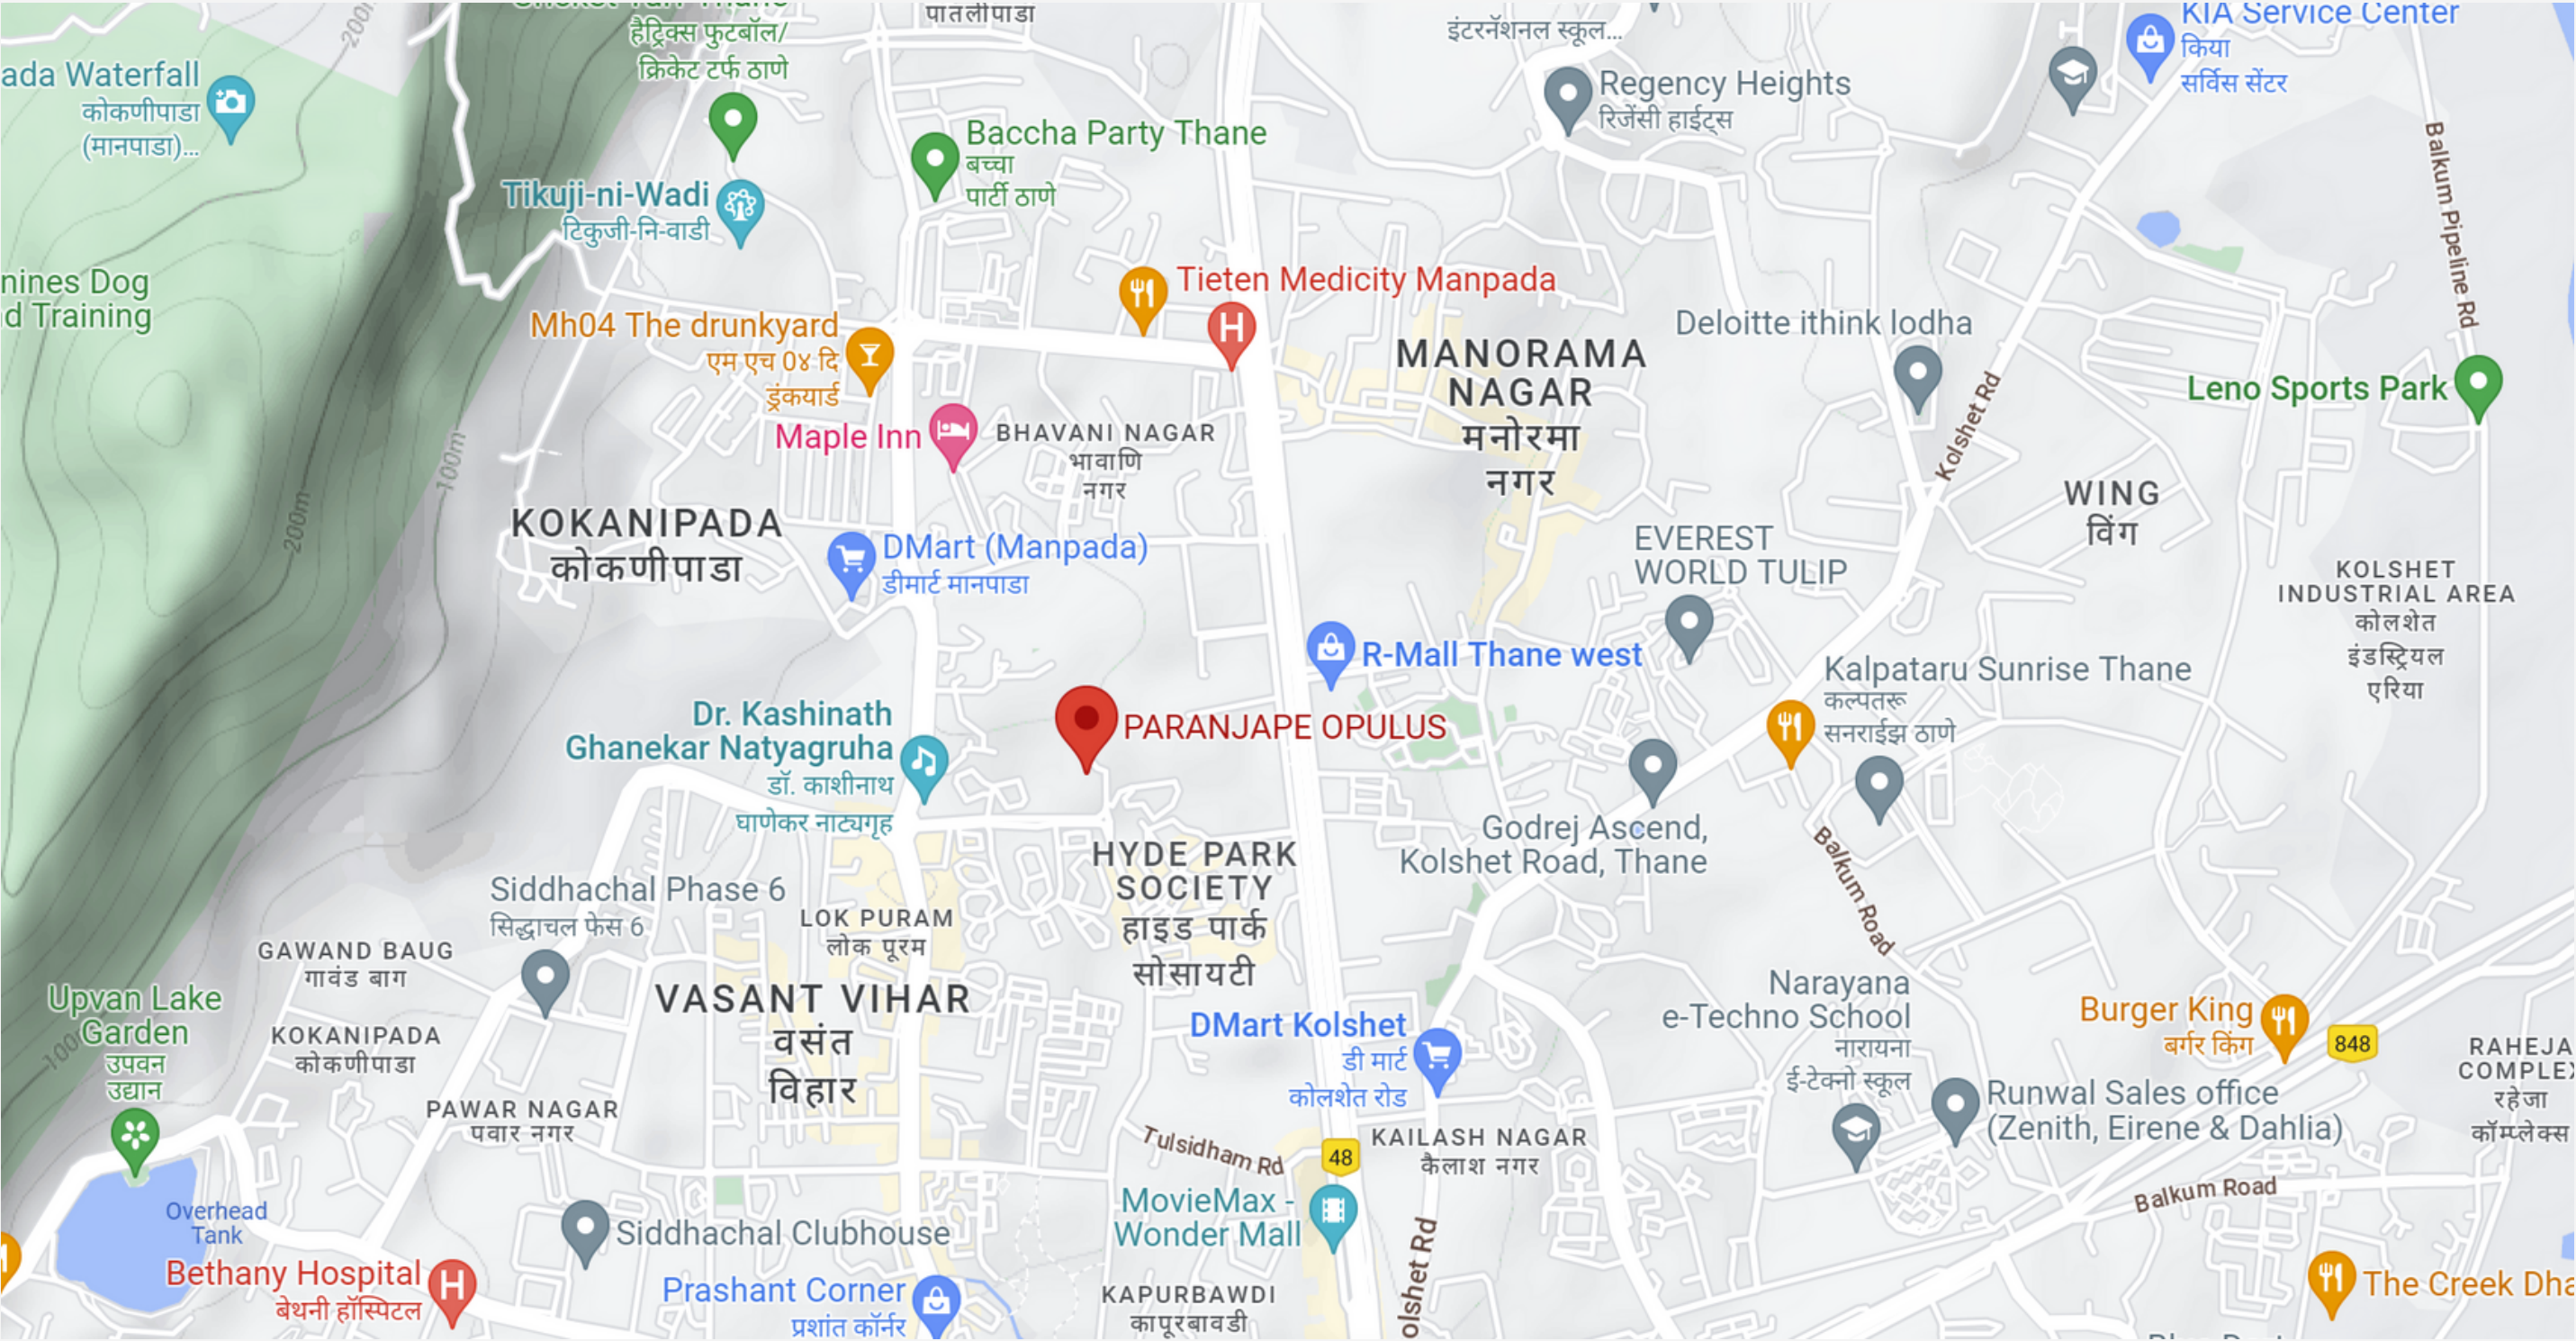 पातलीपाडा
हैट्रिक्स फुटबॉल/
क्रिकेट टर्फ ठाणे
इंटरनॅशनल स्कूल...
KIA Service Center
किया
सर्विस सेंटर
ada Waterfall
कोकणीपाडा
(मानपाडा)...
200m
Regency Heights
रिजेंसी हाईट्स
Baccha Party Thane
बच्चा
पार्टी ठाणे
Balkum Pipeline Rd
Tikuji-ni-Wadi
टिकुजी-नि-वाडी
nines Dog
d Training
Tieten Medicity Manpada
Mh04 The drunkyard
एम एच 0४ दि
ड्रंकयार्ड
MANORAMA
NAGAR
मनोरमा
नगर
Deloitte ithink lodha
Kolshet Rd
Leno Sports Park
Maple Inn
BHAVANI NAGAR
भावाणि
नगर
100m
200m
KOKANIPADA
कोकणीपाडा
WING
विंग
DMart (Manpada)
डीमार्ट मानपाडा
EVEREST
WORLD TULIP
KOLSHET
INDUSTRIAL AREA
कोलशेत
इंडस्ट्रियल
एरिया
R-Mall Thane west
Kalpataru Sunrise Thane
कल्पतरू
सनराईझ ठाणे
Dr. Kashinath
Ghanekar Natyagruha
डॉ. काशीनाथ
घाणेकर नाट्यगृह
PARANJAPE OPULUS
Godrej Ascend,
Kolshet Road, Thane
Balkum Road
HYDE PARK
SOCIETY
हाइड पार्क
सोसायटी
Siddhachal Phase 6
सिद्धाचल फेस 6
LOK PURAM
लोक पूरम
GAWAND BAUG
गावंड बाग
VASANT VIHAR
वसंत
विहार
Upvan Lake
Garden
उपवन
उद्यान
100
KOKANIPADA
कोकणीपाडा
DMart Kolshet
डी मार्ट
कोलशेत रोड
Narayana
e-Techno School
नारायना
ई-टेक्नो स्कूल
Burger King
बर्गर किंग
848
RAHEJA
COMPLEX
रहेजा
कॉम्प्लेक्स
Runwal Sales office
(Zenith, Eirene & Dahlia)
PAWAR NAGAR
पवार नगर
Tulsidham Rd
48
KAILASH NAGAR
कैलाश नगर
Balkum Road
Overhead
Tank
MovieMax -
Wonder Mall
Siddhachal Clubhouse
olshet Rd
Bethany Hospital
बेथनी हॉस्पिटल
Prashant Corner
प्रशांत कॉर्नर
KAPURBAWDI
कापूरबावडी
The Creek Dha